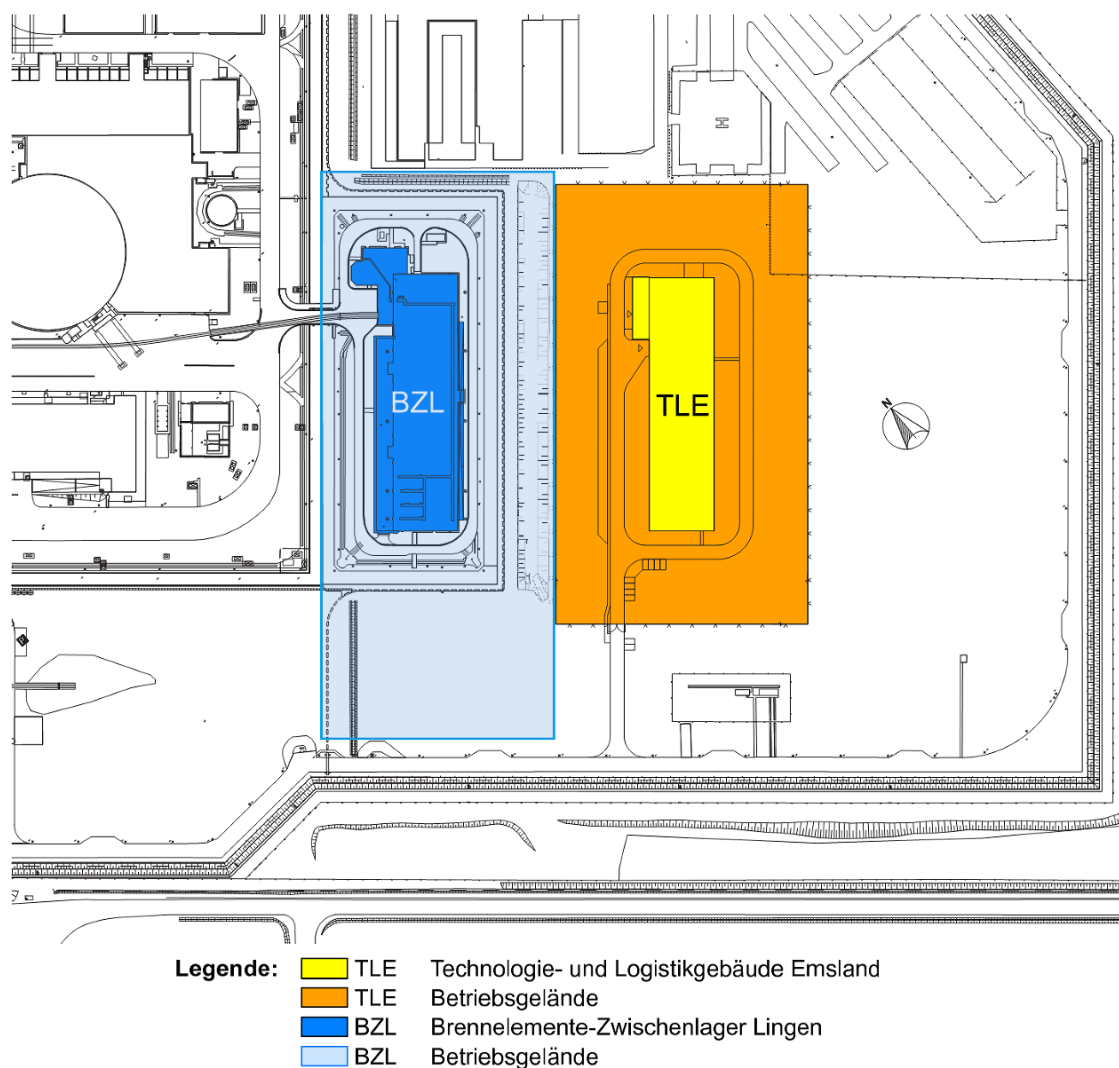 H
BZL
TLE
N
Legende:
TLE Technologie- und Logistikgebäude Emsland
TLE Betriebsgelände
BZL Brennelemente-Zwischenlager Lingen
BZL Betriebsgelände